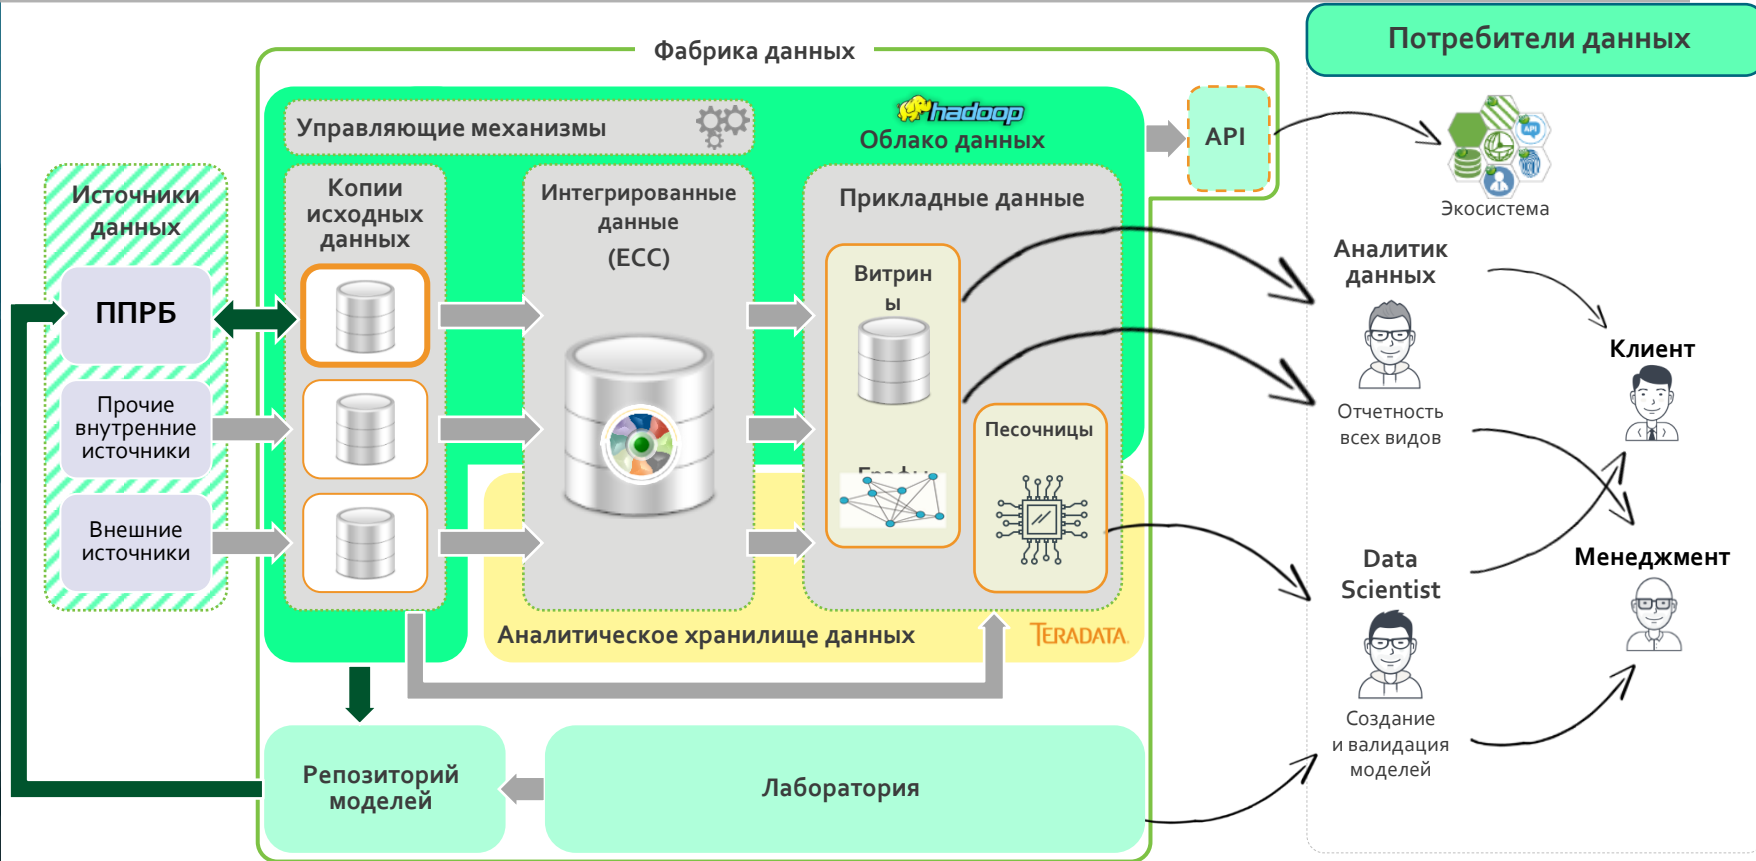 Потребители данных
Фабрика данных
Управляющие механизмы
hadoop
Облако данных
API
Источники
данных
ППРБ
Прочие
внутренние
источники
Внешние
источники
Копии
исходных
данных
Интегрированные
данные
(ECC)
Прикладные данные
Витрин
ы
Песочницы
Аналитическое хранилище данных
TERADATA
Репозиторий
моделей
Лаборатория
API
Экосистема
Аналитик
данных
Отчетность
всех видов
Клиент
Data
Scientist
Создание
и валидация
моделей
Менеджмент